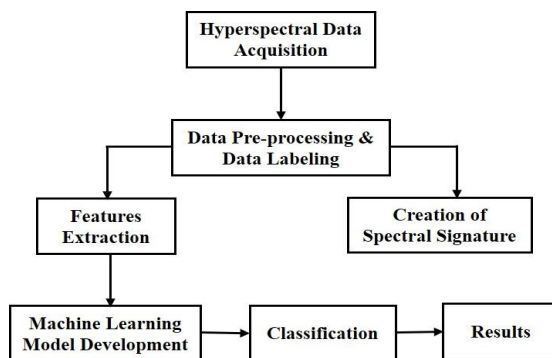 Hyperspectral Data
Acquisition
Data Pre-processing &
Data Labeling
Features
Extraction
Creation of
Spectral Signature
Machine Learning
Model Development
Classification
Results